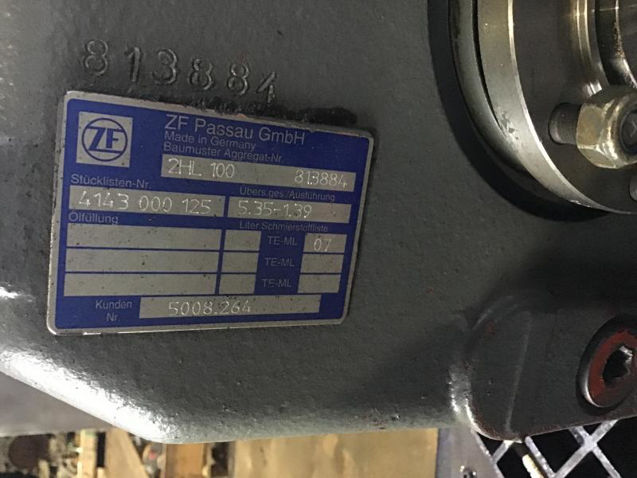 813884
ZF
ZF Passau GmbH
Made in Germany
Baumuster Aggregat-Nr.
2HL 100 813884
Stücklisten-Nr. Übers.ges./Ausführung
4143 000 125 5.35-1.39
Ölfüllung Liter Schmierstoffliste
TE-ML 07
TE-ML
TE-ML
Kunden Nr. 5008.264